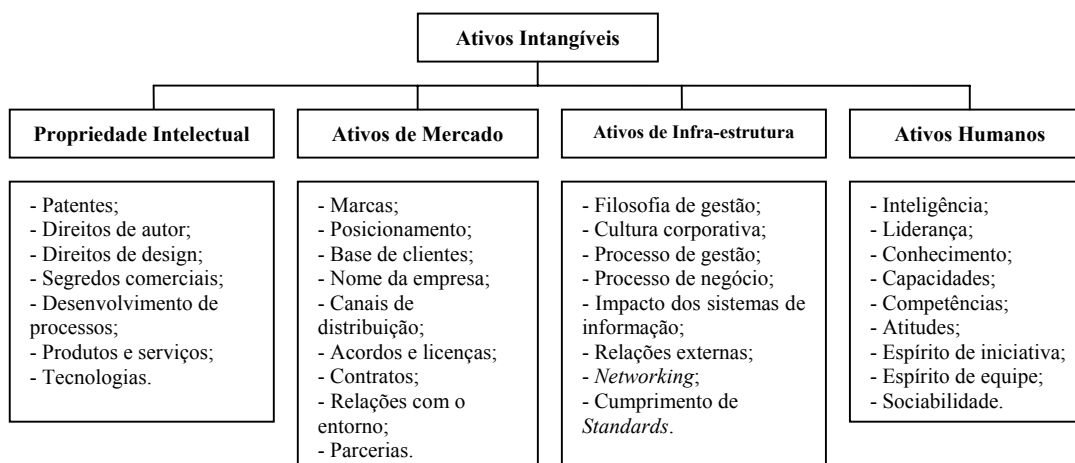 Ativos Intangíveis
Propriedade Intelectual
- Patentes;
- Direitos de autor;
- Direitos de design;
- Segredos comerciais;
- Desenvolvimento de
processos;
- Produtos e serviços;
- Tecnologias.
Ativos de Mercado
- Marcas;
- Posicionamento;
- Base de clientes;
- Nome da empresa;
- Canais de
distribuição;
- Acordos e licenças;
- Contratos;
- Relações com o
entorno;
- Parcerias.
Ativos de Infra-estrutura
- Filosofia de gestão;
- Cultura corporativa;
- Processo de gestão;
- Processo de negócio;
- Impacto dos sistemas de
informação;
- Relações externas;
- Networking;
- Cumprimento de
Standards.
Ativos Humanos
- Inteligência;
- Liderança;
- Conhecimento;
- Capacidades;
- Competências;
- Atitudes;
- Espírito de iniciativa;
- Espírito de equipe;
- Sociabilidade.